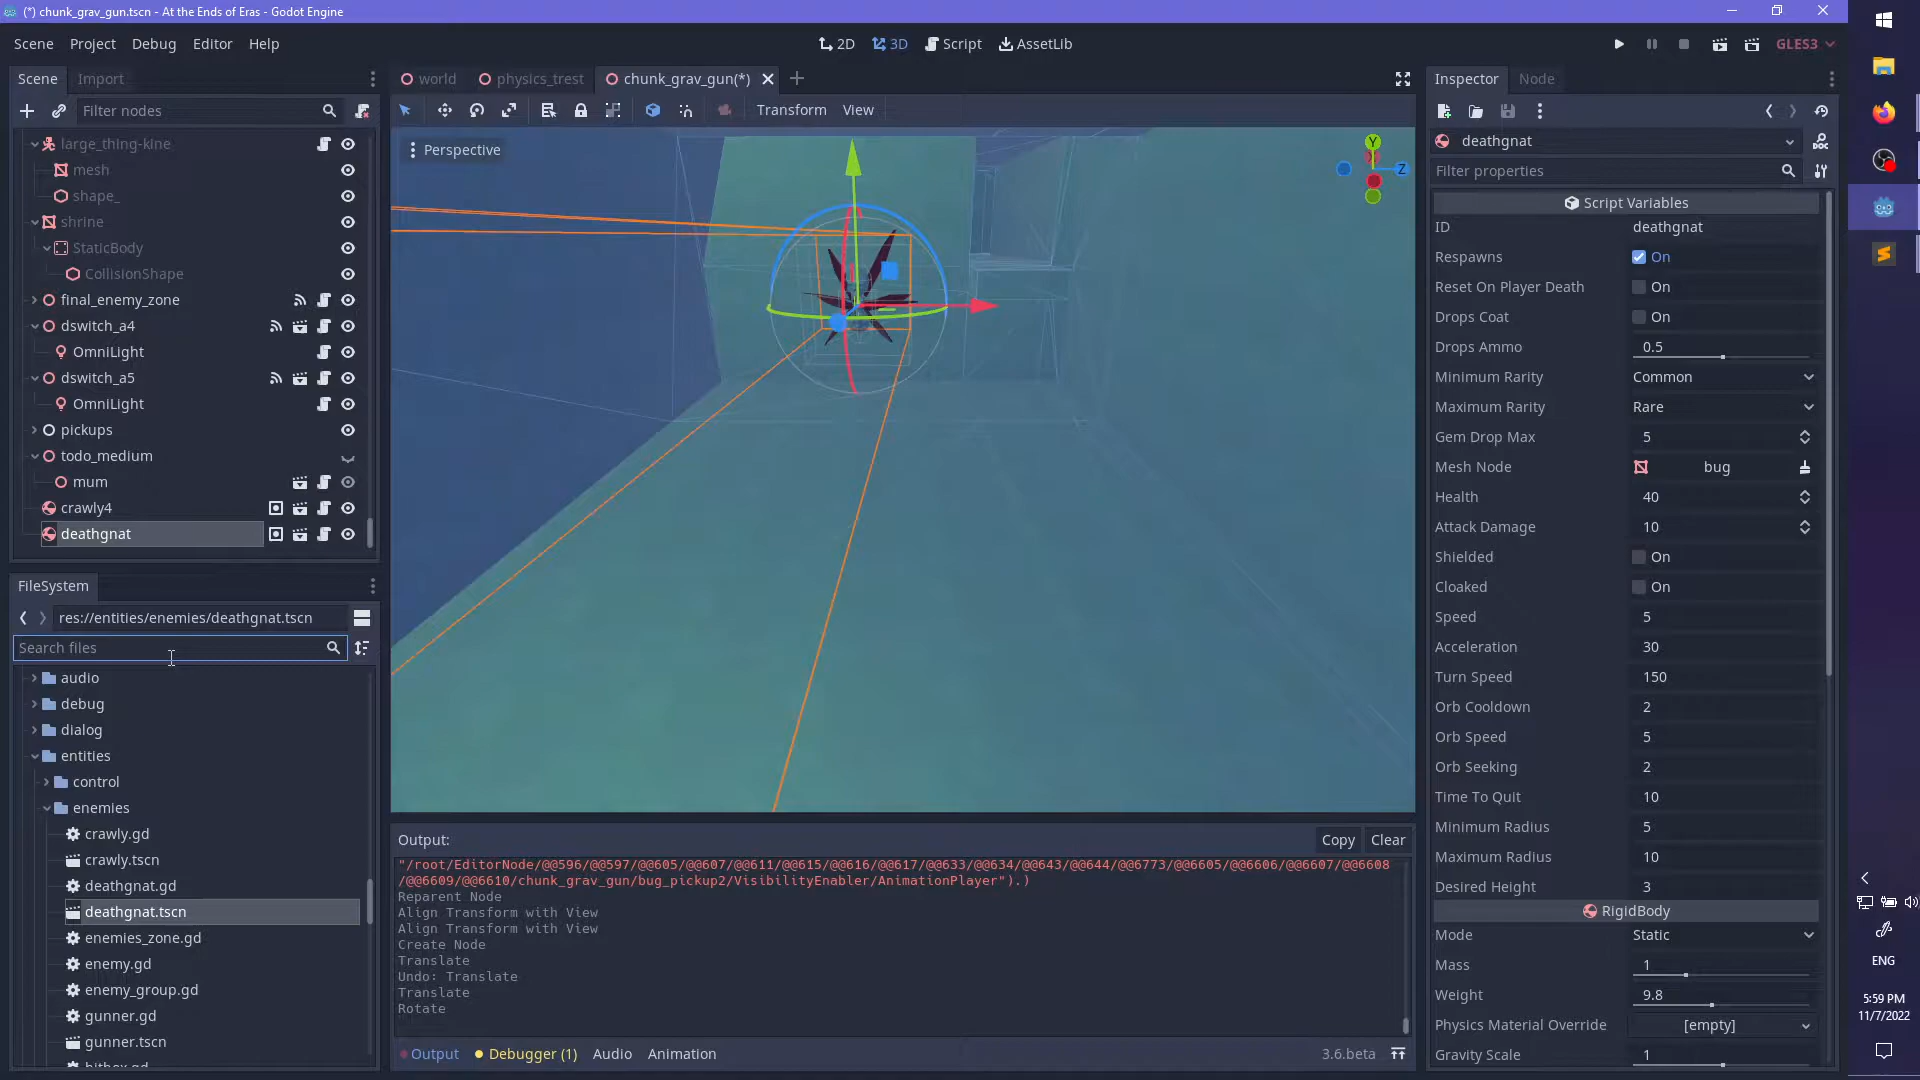 (*) chunk_grav_gun.tscn - At the Ends of Eras - Godot Engine
Scene Project Debug Editor Help
2D 3D Script AssetLib
GLES3
Scene Import
world physics_trest chunk_grav_gun(*)
Inspector Node
Filter nodes
Transform View
large_thing-kine
mesh
shape_
shrine
StaticBody
CollisionShape
final_enemy_zone
dswitch_a4
OmniLight
dswitch_a5
OmniLight
pickups
todo_medium
mum
crawly4
deathgnat
FileSystem
res://entities/enemies/deathgnat.tscn
Search files
audio
debug
dialog
entities
control
enemies
crawly.gd
crawly.tscn
deathgnat.gd
deathgnat.tscn
enemies_zone.gd
enemy.gd
enemy_group.gd
gunner.gd
gunner.tscn
Perspective
Y
Z
Output:
Copy Clear
"/root/EditorNode/@@596/@@597/@@605/@@607/@@611/@@615/@@616/@@617/@@633/@@634/@@643/@@644/@@6773/@@6605/@@6606/@@6607/@@6608
/@@6609/@@6610/chunk_grav_gun/bug_pickup2/VisibilityEnabler/AnimationPlayer").)
Reparent Node
Align Transform with View
Align Transform with View
Create Node
Translate
Undo: Translate
Translate
Rotate
Output Debugger (1) Audio Animation
3.6.beta
deathgnat
Filter properties
Script Variables
ID deathgnat
Respawns On
Reset On Player Death On
Drops Coat On
Drops Ammo 0.5
Minimum Rarity Common
Maximum Rarity Rare
Gem Drop Max 5
Mesh Node bug
Health 40
Attack Damage 10
Shielded On
Cloaked On
Speed 5
Acceleration 30
Turn Speed 150
Orb Cooldown 2
Orb Speed 5
Orb Seeking 2
Time To Quit 10
Minimum Radius 5
Maximum Radius 10
Desired Height 3
RigidBody
Mode Static
Mass 1
Weight 9.8
Physics Material Override [empty]
Gravity Scale 1
ENG
5:59 PM
11/7/2022